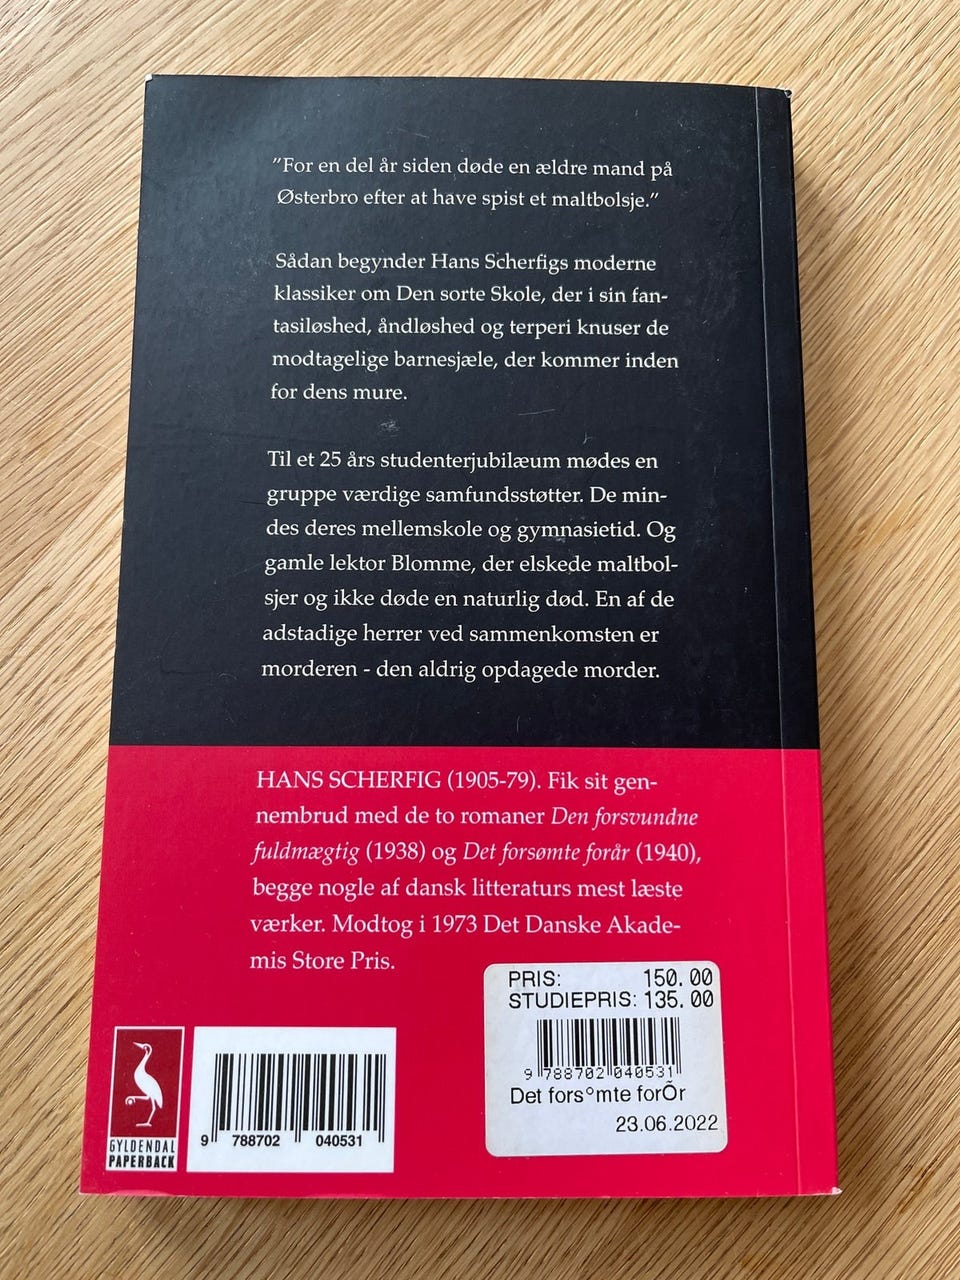 ”For en del år siden døde en ældre mand på
Østerbro efter at have spist et maltbolsje.”
Sådan begynder Hans Scherfigs moderne
klassiker om Den sorte Skole, der i sin fan-
tasiløshed, åndløshed og terperi knuser de
modtagelige barnesjæle, der kommer inden
for dens mure.
Til et 25 års studenterjubilæum mødes en
gruppe værdige samfundsstøtter. De min-
des deres mellemskole og gymnasietid. Og
gamle lektor Blomme, der elskede maltbol-
sjer og ikke døde en naturlig død. En af de
adstadige herrer ved sammenkomsten er
morderen - den aldrig opdagede morder.
HANS SCHERFIG (1905-79). Fik sit gen-
nembrud med de to romaner Den forsvundne
fuldmægtig (1938) og Det forsømte forår (1940),
begge nogle af dansk litteraturs mest læste
værker. Modtog i 1973 Det Danske Akade-
mis Store Pris.
PRIS: 150.00
STUDIEPRIS: 135.00
9 788702 040531
Det fors°mte forÕr
23.06.2022
GYLDENDAL
PAPERBACK
9 788702 040531